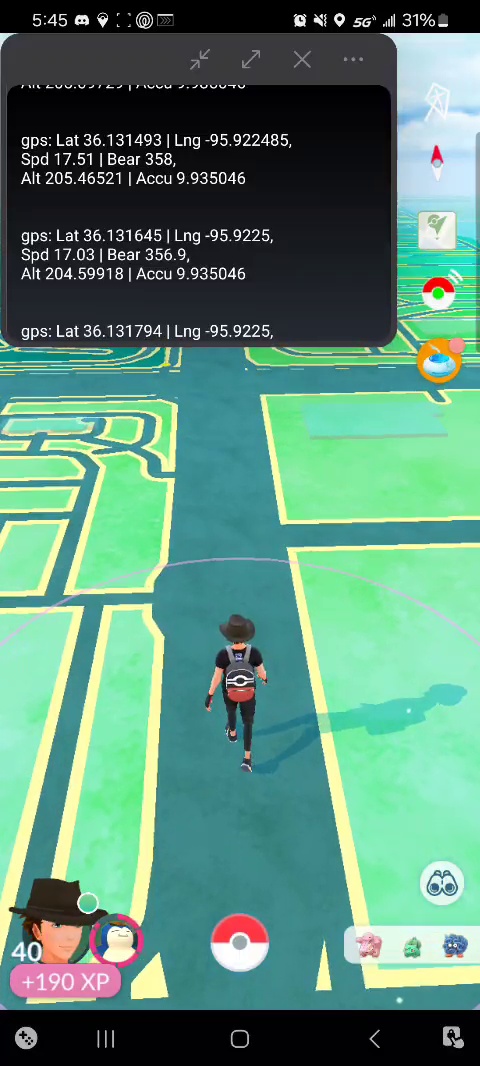 5:45
5G
31%
Alt 205.09729 | Accu 9.935046
gps: Lat 36.131493 | Lng -95.922485,
Spd 17.51 | Bear 358,
Alt 205.46521 | Accu 9.935046
gps: Lat 36.131645 | Lng -95.9225,
Spd 17.03 | Bear 356.9,
Alt 204.59918 | Accu 9.935046
gps: Lat 36.131794 | Lng -95.9225,
40
+190 XP